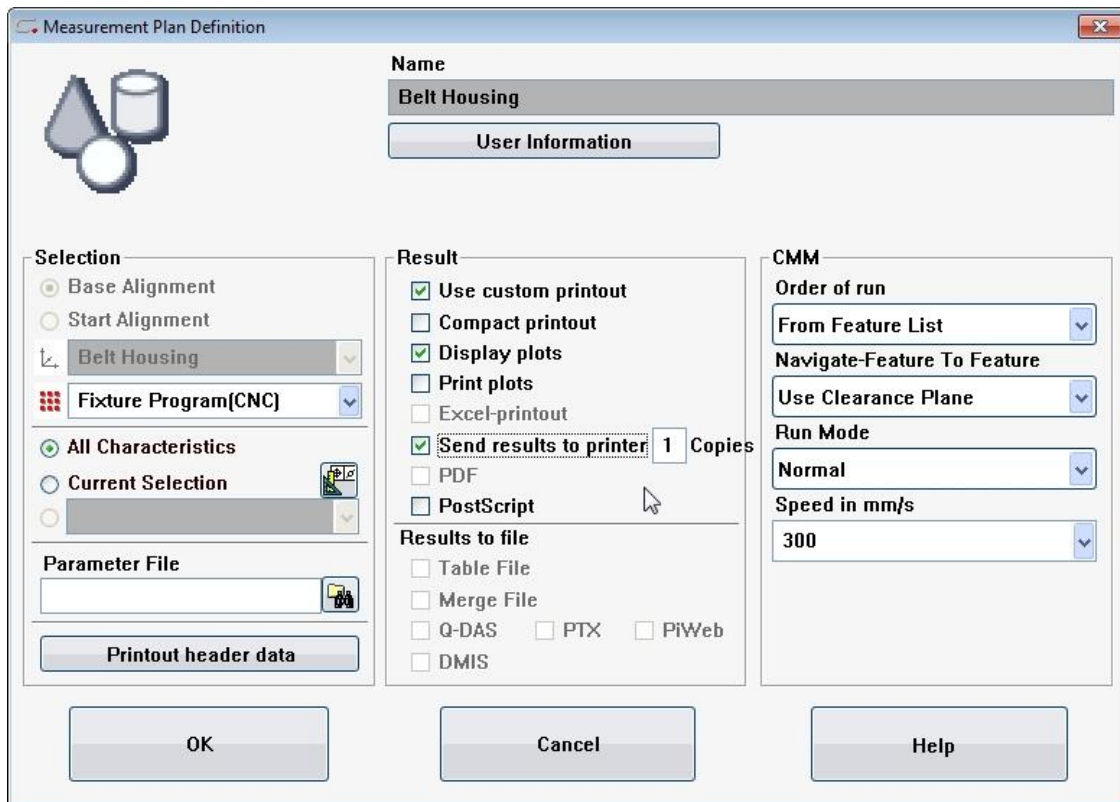 Measurement Plan Definition
Name
Belt Housing
User Information
Selection
Base Alignment
Start Alignment
Belt Housing
Fixture Program(CNC)
All Characteristics
Current Selection
Parameter File
Printout header data
Result
Use custom printout
Compact printout
Display plots
Print plots
Excel-printout
Send results to printer 1 Copies
PDF
PostScript
Results to file
Table File
Merge File
Q-DAS PTX PiWeb
DMIS
CMM
Order of run
From Feature List
Navigate-Feature To Feature
Use Clearance Plane
Run Mode
Normal
Speed in mm/s
300
OK
Cancel
Help